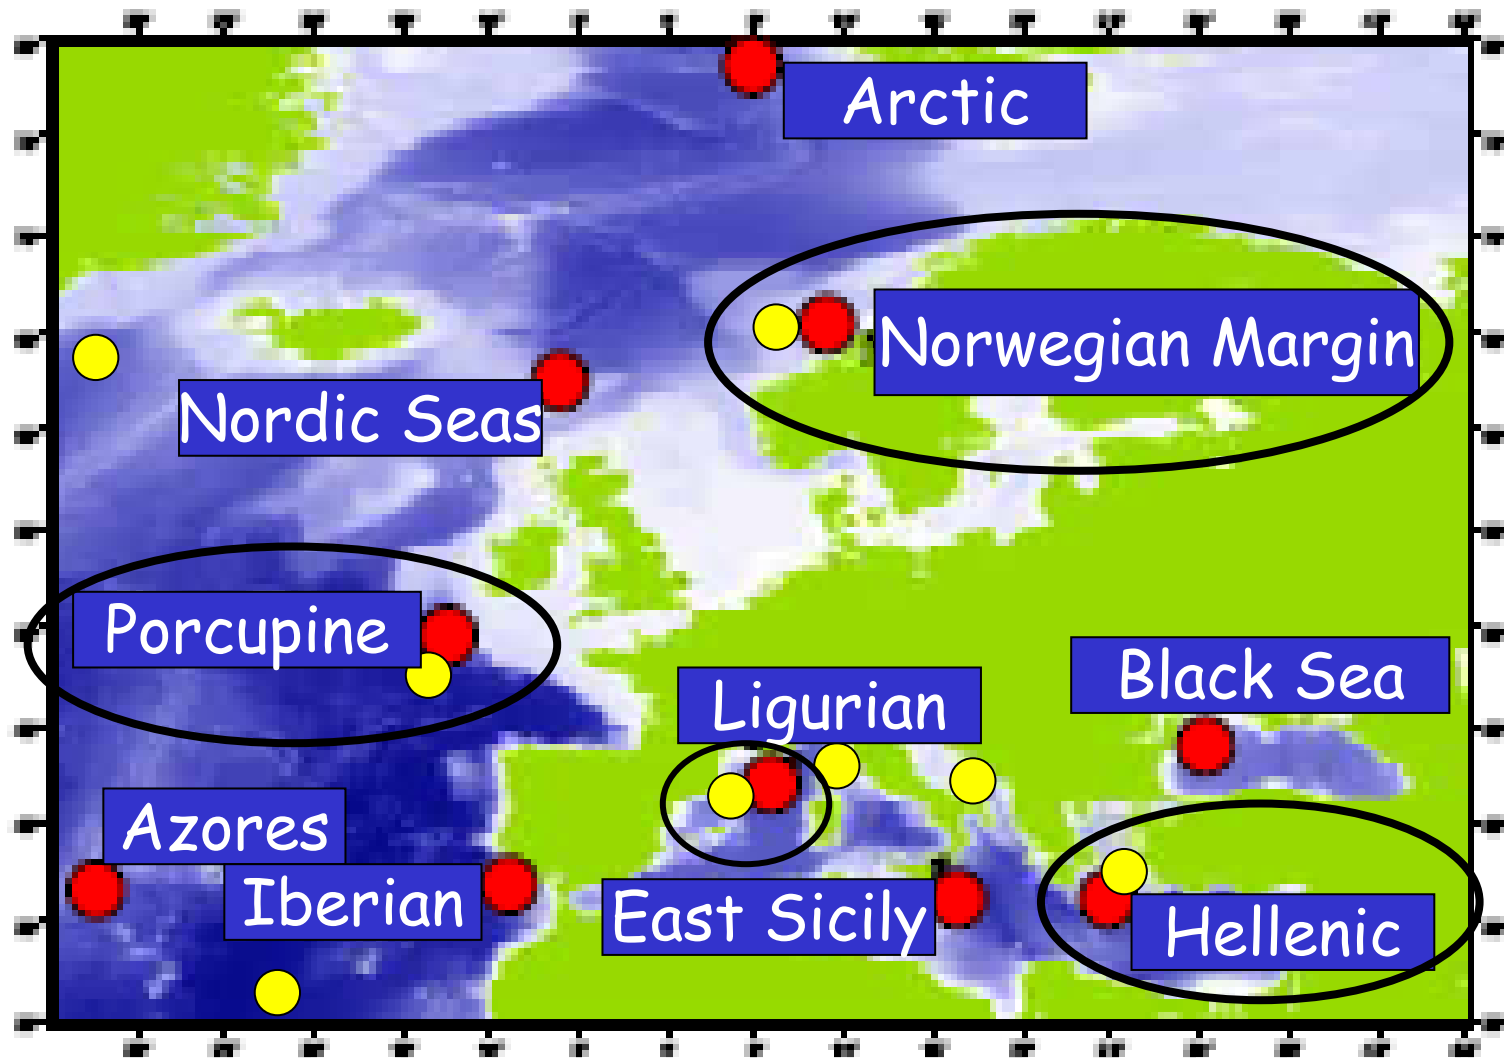 Arctic
Norwegian Margin
Nordic Seas
Porcupine
Black Sea
Ligurian
Azores
Iberian
East Sicily
Hellenic